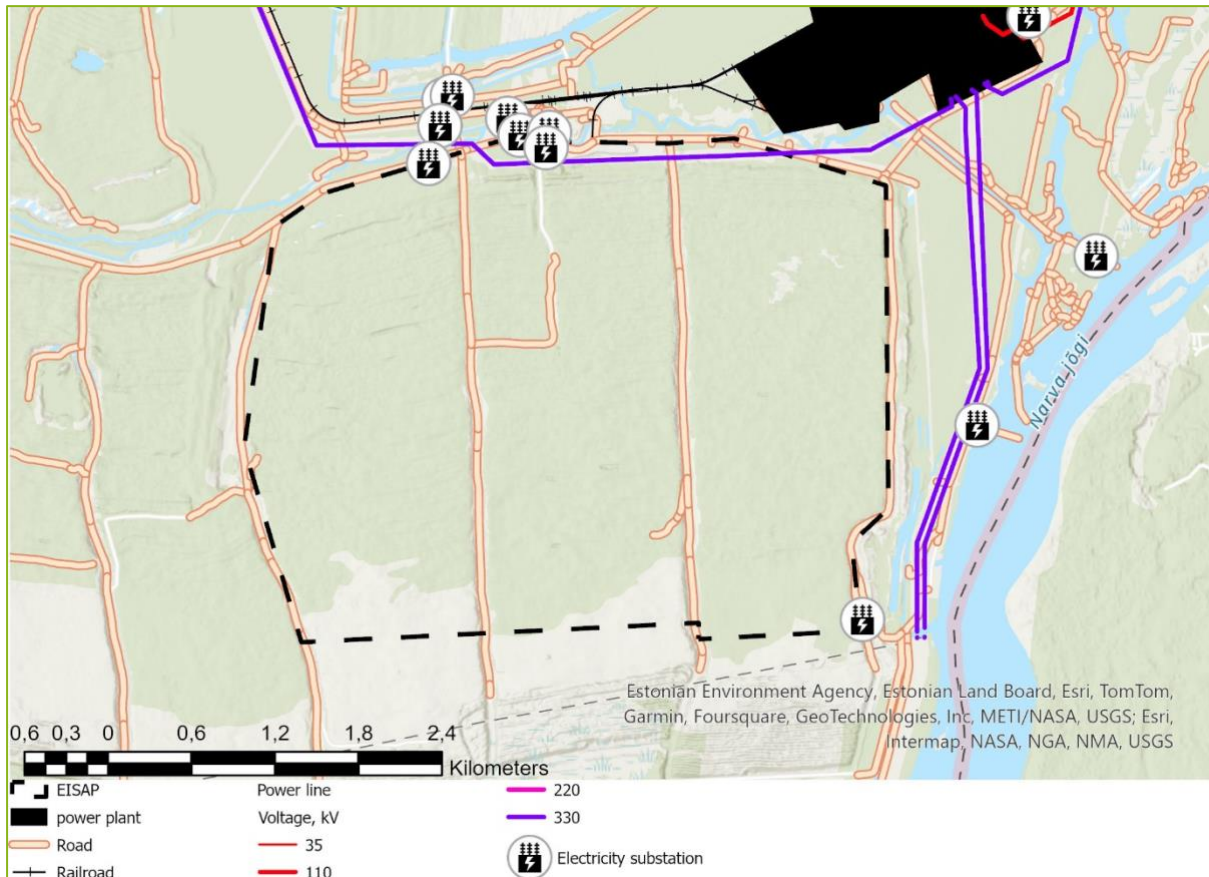 Narva jõgi
Estonian Environment Agency, Estonian Land Board, Esri, TomTom,
Garmin, Foursquare, GeoTechnologies, Inc, METI/NASA, USGS; Esri,
Intermap, NASA, NGA, NMA, USGS
0,6 0,3 0 0,6 1,2 1,8 2,4
Kilometers
EISAP
power plant
Road
Railroad
Power line
Voltage, kV
35
110
220
330
Electricity substation